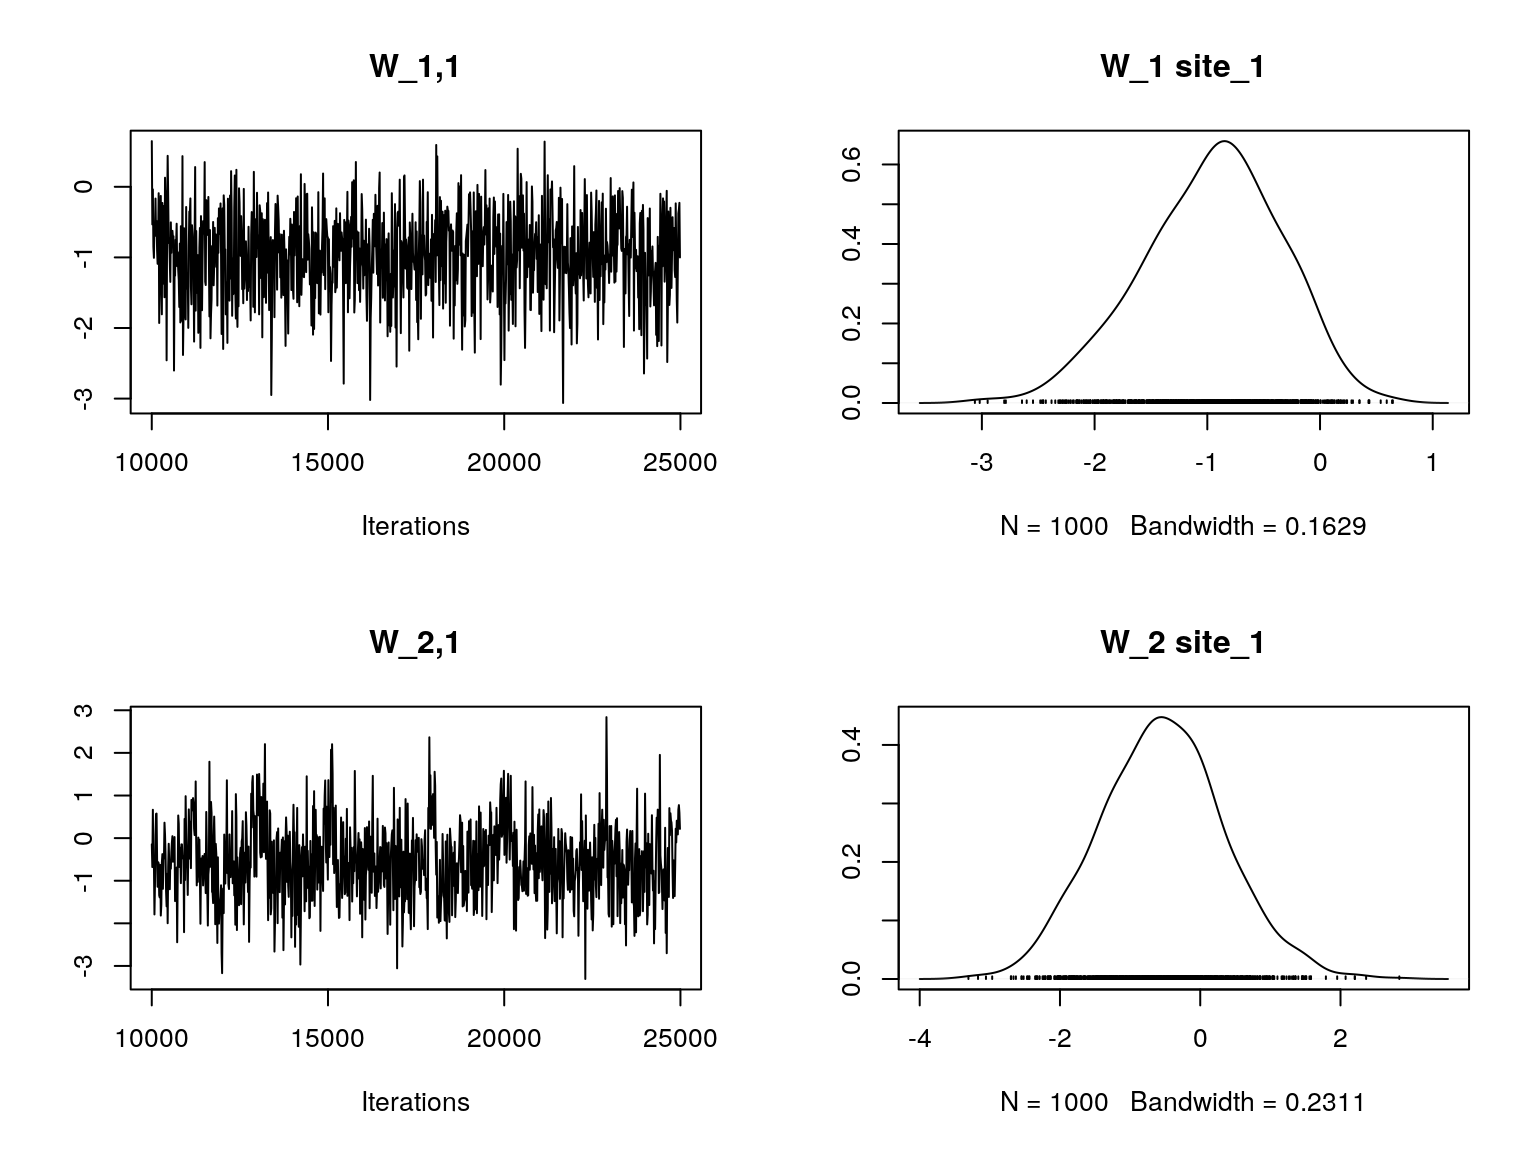 W_1,1
0
-1
-2
-3
10000 15000 20000 25000
Iterations
W_1 site_1
0.6
0.4
0.2
0.0
-3 -2 -1 0 1
N = 1000 Bandwidth = 0.1629
W_2,1
3
2
1
0
-1
-3
10000 15000 20000 25000
Iterations
W_2 site_1
0.4
0.2
0.0
-4 -2 0 2
N = 1000 Bandwidth = 0.2311